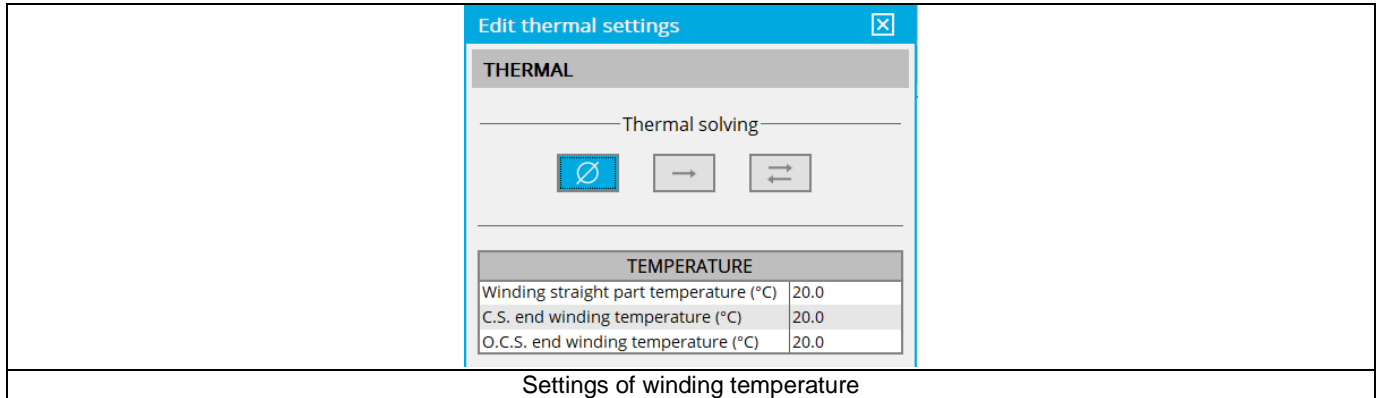 Edit thermal settings
THERMAL
Thermal solving
TEMPERATURE
Winding straight part temperature (°C) 20.0
C.S. end winding temperature (°C) 20.0
O.C.S. end winding temperature (°C) 20.0
Settings of winding temperature